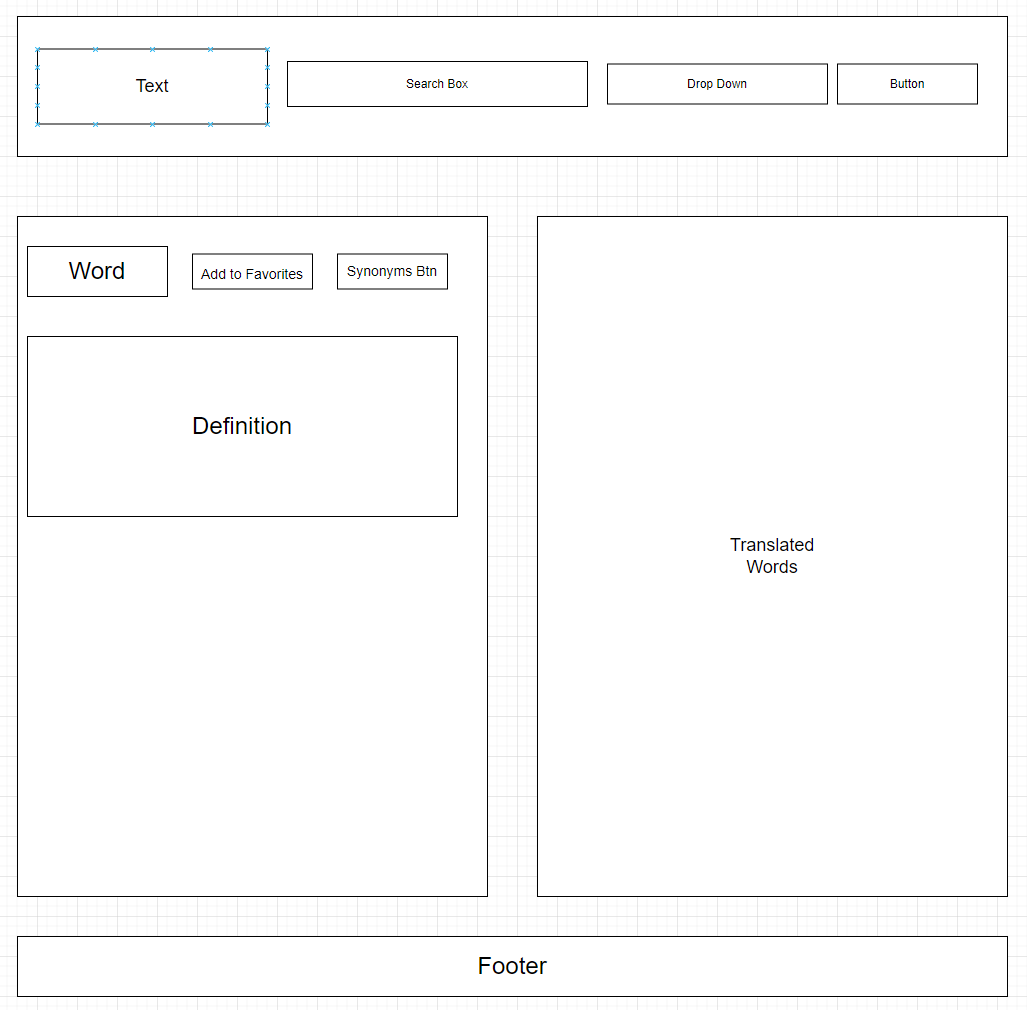 Text
Search Box
Drop Down
Button
Word
Add to Favorites
Synonyms Btn
Definition
Translated
Words
Footer